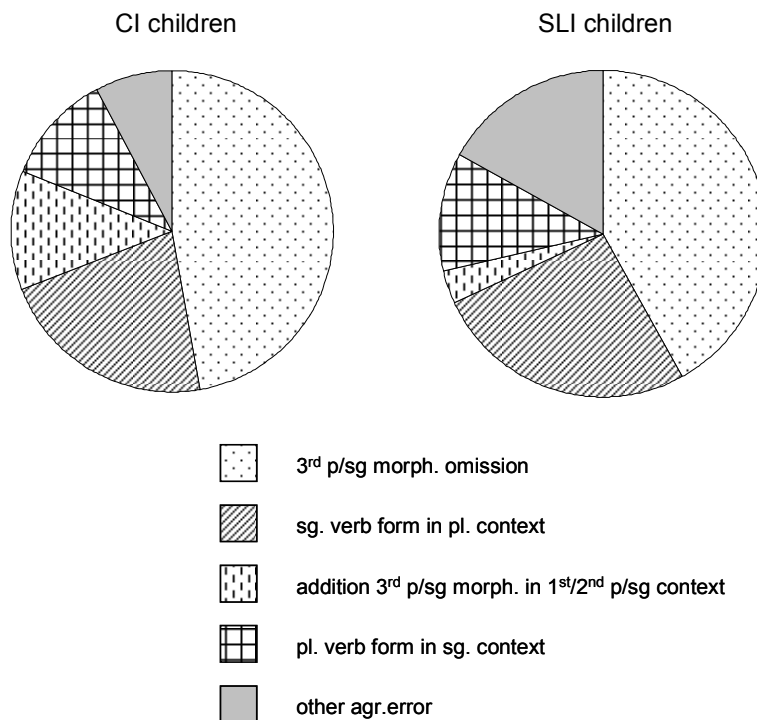 CI children
SLI children
3rd p/sg morph. omission
sg. verb form in pl. context
addition 3rd p/sg morph. in 1st/2nd p/sg context
pl. verb form in sg. context
other agr.error